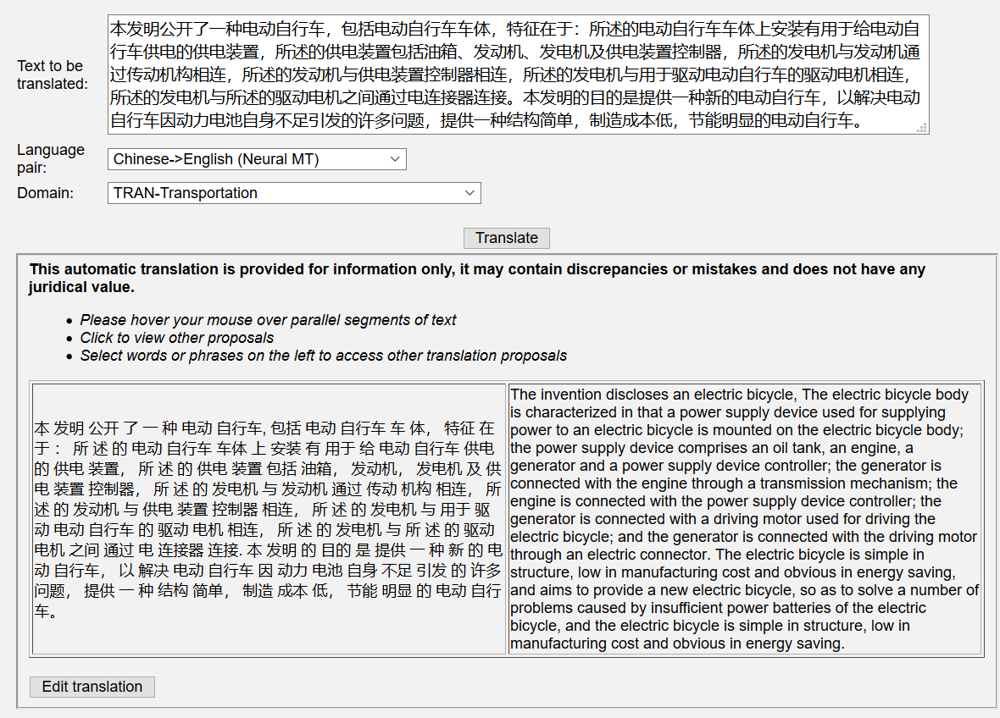 本发明公开了一种电动自行车，包括电动自行车车体，特征在于：所述的电动自行车车体上安装有用于给电动自
行车供电的供电装置，所述的供电装置包括油箱、发动机、发电机及供电装置控制器，所述的发电机与发动机通
过传动机构相连，所述的发动机与供电装置控制器相连，所述的发电机与用于驱动电动自行车的驱动电机相连，
所述的发电机与所述的驱动电机之间通过电连接器连接。本发明的目的是提供一种新的电动自行车，以解决电动
自行车因动力电池自身不足引发的许多问题，提供一种结构简单，制造成本低，节能明显的电动自行车。
Text to be
translated:
Language
pair:
Chinese->English (Neural MT)
Domain:
TRAN-Transportation
Translate
This automatic translation is provided for information only, it may contain discrepancies or mistakes and does not have any
juridical value.
• Please hover your mouse over parallel segments of text
• Click to view other proposals
• Select words or phrases on the left to access other translation proposals
本 发明 公开 了 一 种 电动 自行车, 包括 电动 自行车 车 体， 特征 在
于： 所 述 的 电动 自行车 车体 上 安装 有 用于 给 电动 自行车 供电
的 供电 装置， 所 述 的 供电 装置 包括 油箱， 发动机， 发电机 及 供
电 装置 控制器， 所 述 的 发电机 与 发动机 通过 传动 机构 相连， 所
述 的 发动机 与 供电 装置 控制器 相连， 所 述 的 发电机 与 用于 驱
动 电动 自行车 的 驱动 电机 相连， 所 述 的 发电机 与 所 述 的 驱动
电机 之间 通过 电 连接器 连接. 本 发明 的 目的 是 提供 一 种 新 的 电
动 自行车， 以 解决 电动 自行车 因 动力 电池 自身 不足 引发 的 许多
问题， 提供 一 种 结构 简单， 制造 成本 低， 节能 明显 的 电动 自行
车。
The invention discloses an electric bicycle, The electric bicycle body
is characterized in that a power supply device used for supplying
power to an electric bicycle is mounted on the electric bicycle body;
the power supply device comprises an oil tank, an engine, a
generator and a power supply device controller; the generator is
connected with the engine through a transmission mechanism; the
engine is connected with the power supply device controller; the
generator is connected with a driving motor used for driving the
electric bicycle; and the generator is connected with the driving motor
through an electric connector. The electric bicycle is simple in
structure, low in manufacturing cost and obvious in energy saving,
and aims to provide a new electric bicycle, so as to solve a number of
problems caused by insufficient power batteries of the electric
bicycle, and the electric bicycle is simple in structure, low in
manufacturing cost and obvious in energy saving.
Edit translation